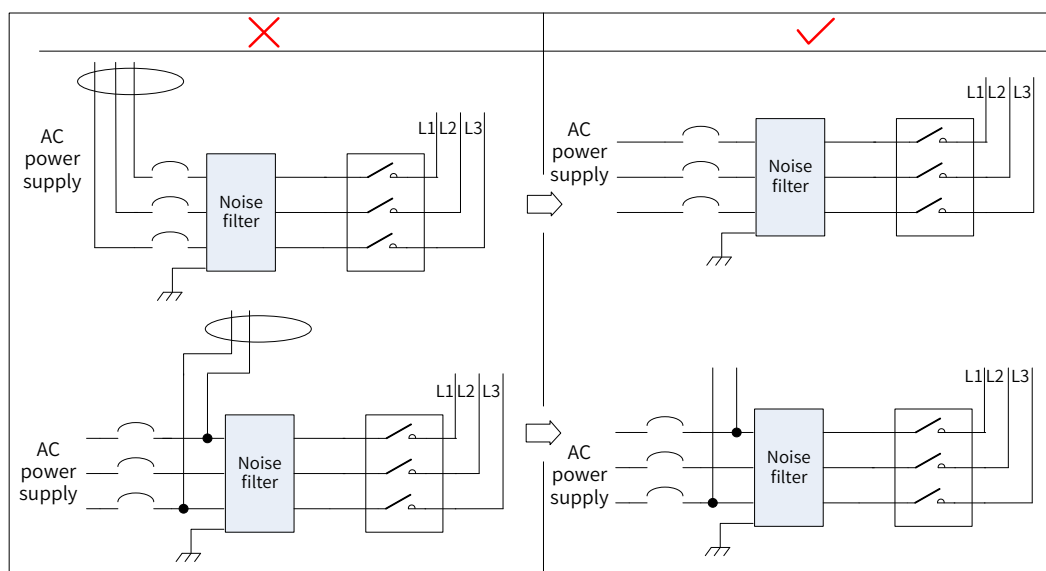 L1 L2 L3
AC
power
supply
Noise
filter
L1 L2 L3
AC
power
supply
Noise
filter
L1 L2 L3
AC
power
supply
Noise
filter
L1 L2 L3
AC
power
supply
Noise
filter